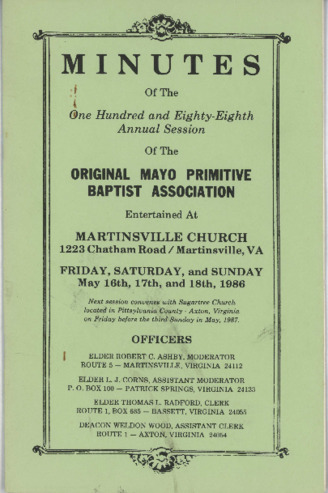 MINUTES
Of The
One Hundred and Eighty-Eighth
Annual Session
Of The
ORIGINAL MAYO PRIMITIVE
BAPTIST ASSOCIATION
Entertained At
MARTINSVILLE CHURCH
1223 Chatham Road / Martinsville, VA
FRIDAY, SATURDAY, and SUNDAY
May 16th, 17th, and 18th, 1986
Next session convenes with Sugartree Church
located in Pittsylvania County - Axton, Virginia
on Friday before the third Sunday in May, 1987.
OFFICERS
ELDER ROBERT C. ASHBY, MODERATOR
ROUTE 5 — MARTINSVILLE, VIRGINIA 24112
ELDER L. J. CORNS, ASSISTANT MODERATOR
P. O. BOX 100 — PATRICK SPRINGS, VIRGINIA 24133
ELDER THOMAS L. RADFORD, CLERK
ROUTE 1, BOX 685 — BASSETT, VIRGINIA 24055
DEACON WELDON WOOD, ASSISTANT CLERK
ROUTE 1 — AXTON, VIRGINIA 24054